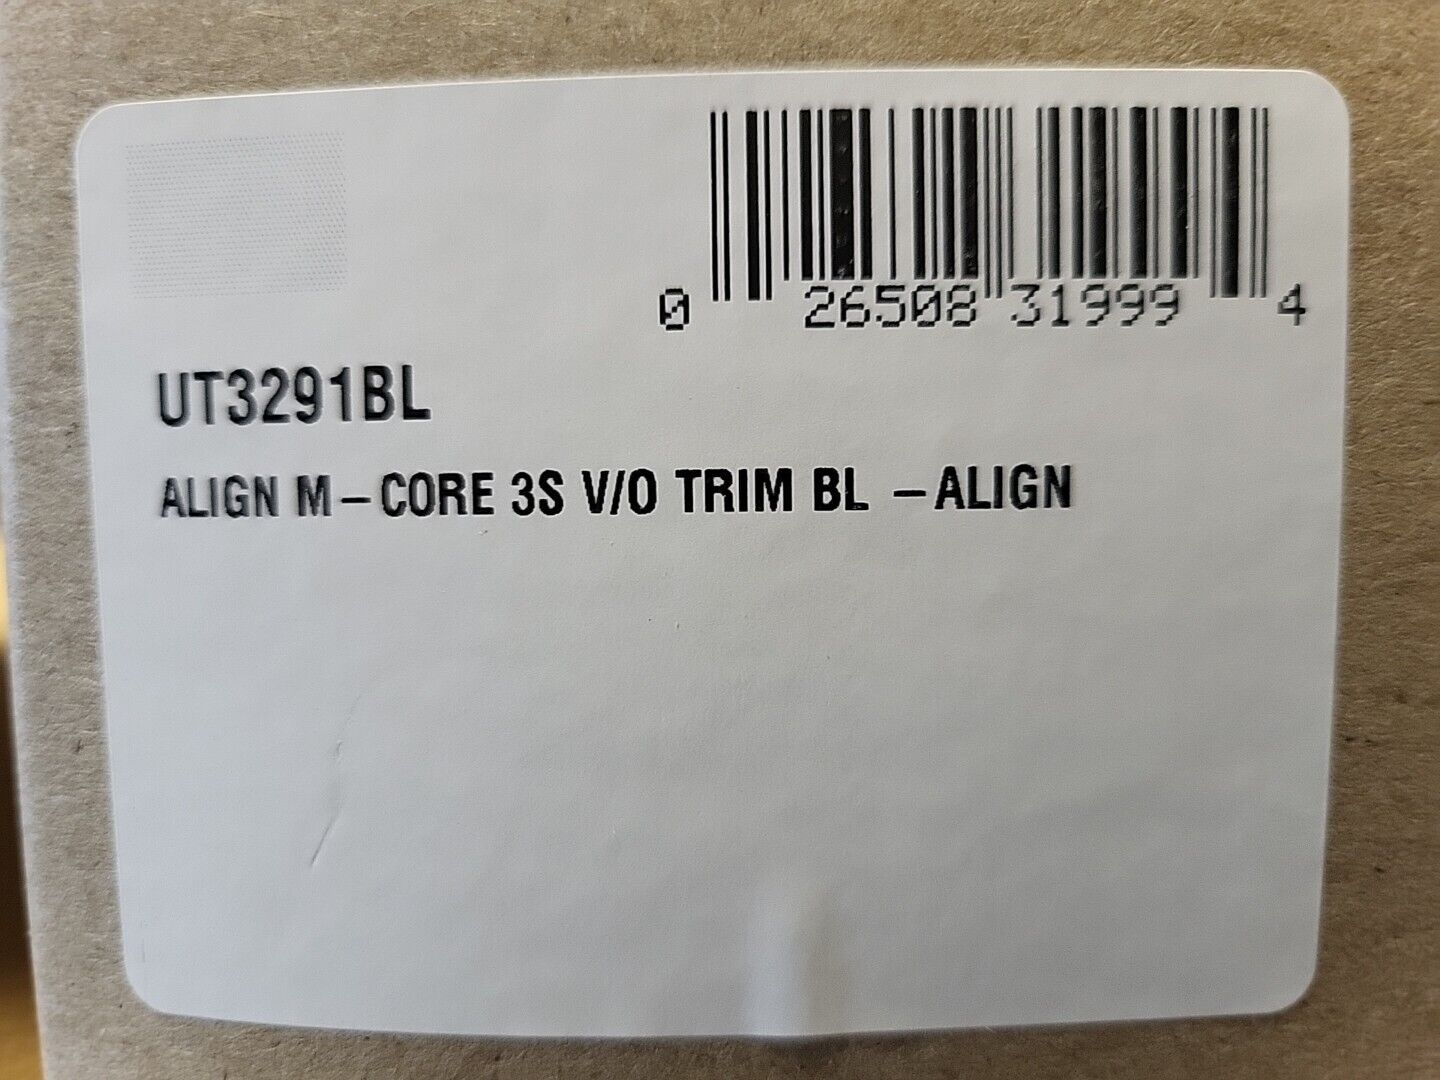 0 26508 31999 4
UT3291BL
ALIGN M-CORE 3S V/O TRIM BL -ALIGN